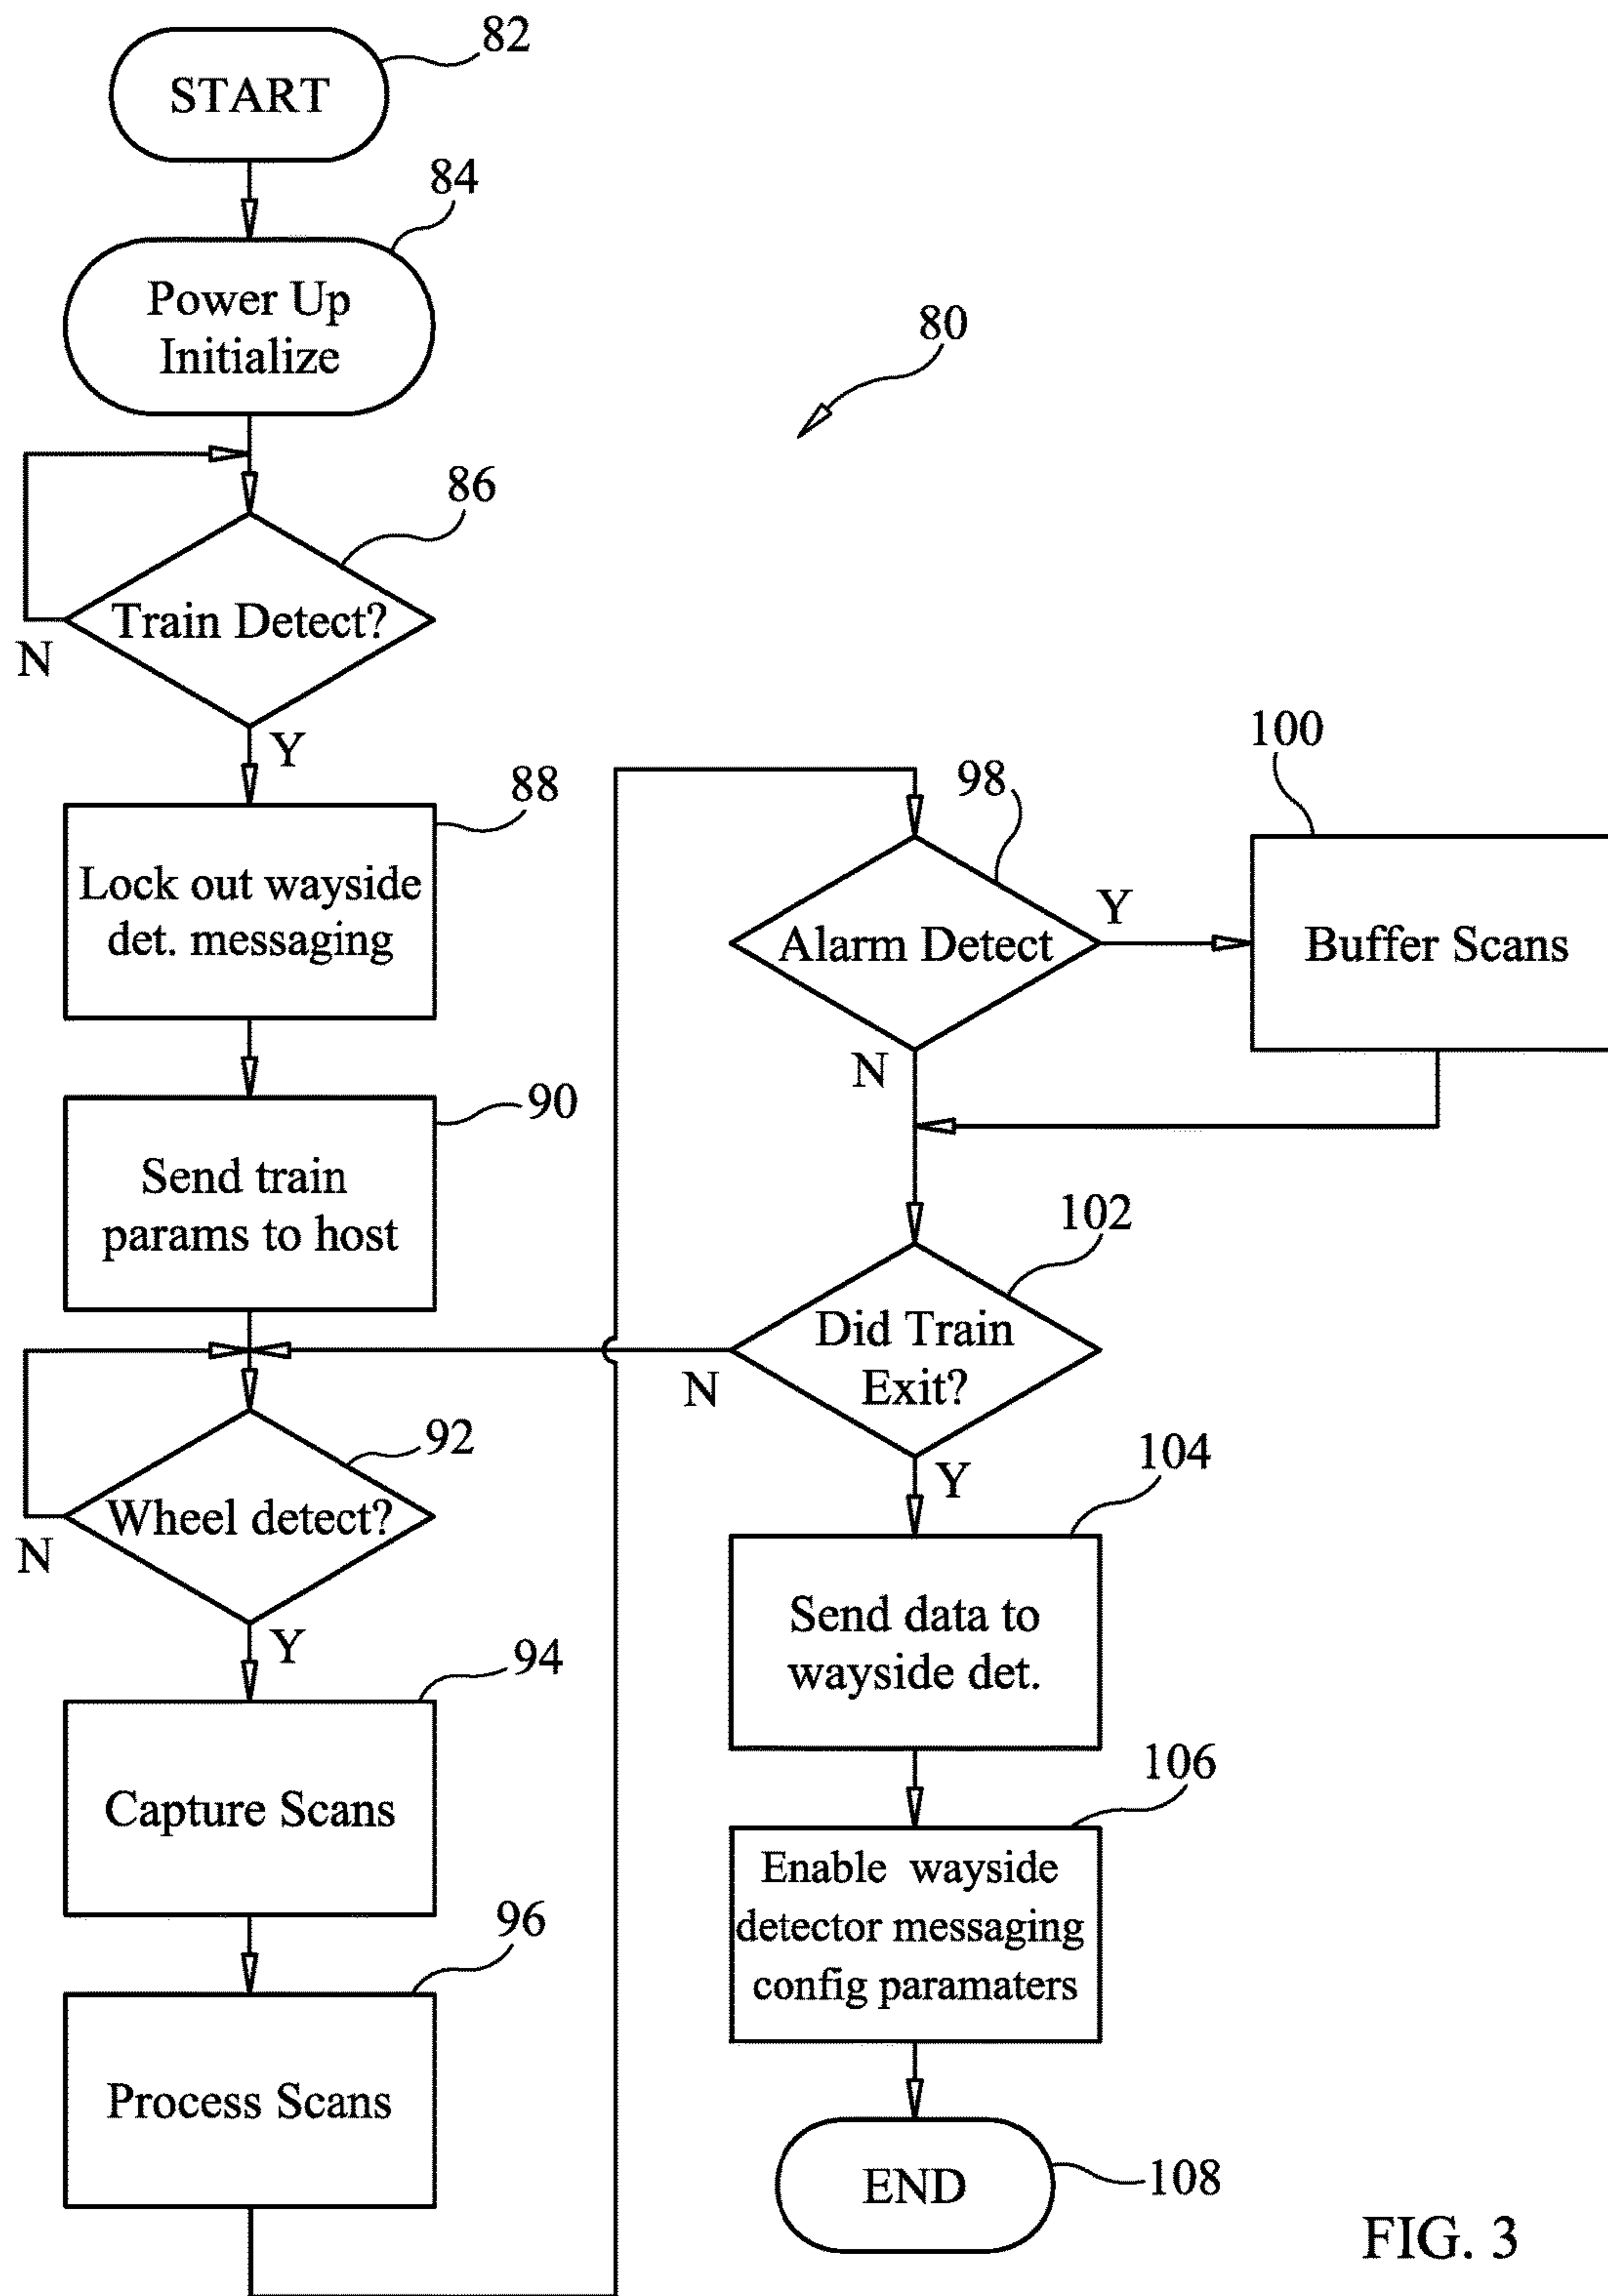 82
START
84
Power Up
Initialize
80
86
Train Detect?
N
Y
88
Lock out wayside
det. messaging
90
Send train
params to host
92
Wheel detect?
N
Y
94
Capture Scans
96
Process Scans
98
Alarm Detect
Y
N
100
Buffer Scans
102
Did Train
Exit?
N
Y
104
Send data to
wayside det.
106
Enable wayside
detector messaging
config paramaters
END
108
FIG. 3